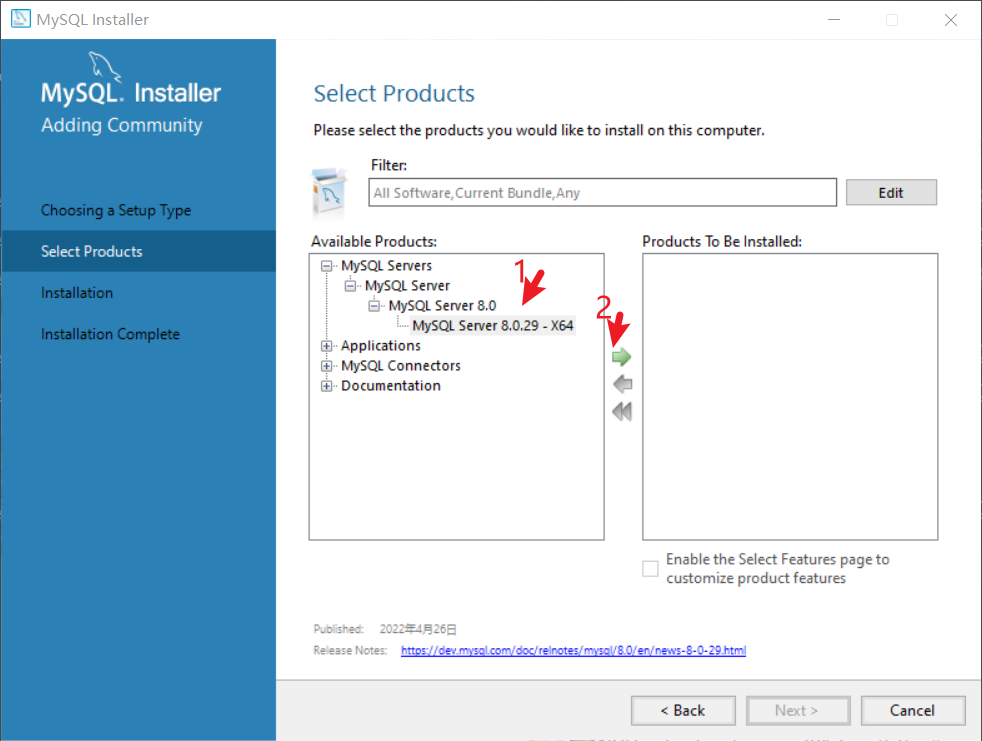 MySQL Installer
MySQL. Installer
Adding Community
Choosing a Setup Type
Select Products
Installation
Installation Complete
Select Products
Please select the products you would like to install on this computer.
Filter:
All Software,Current Bundle,Any
Edit
Available Products:
MySQL Servers
MySQL Server
MySQL Server 8.0
MySQL Server 8.0.29 - X64
Applications
MySQL Connectors
Documentation
1
2
Products To Be Installed:
Enable the Select Features page to
customize product features
Published: 2022年4月26日
Release Notes: https://dev.mysql.com/doc/relnotes/mysql/8.0/en/news-8-0-29.html
< Back
Next >
Cancel